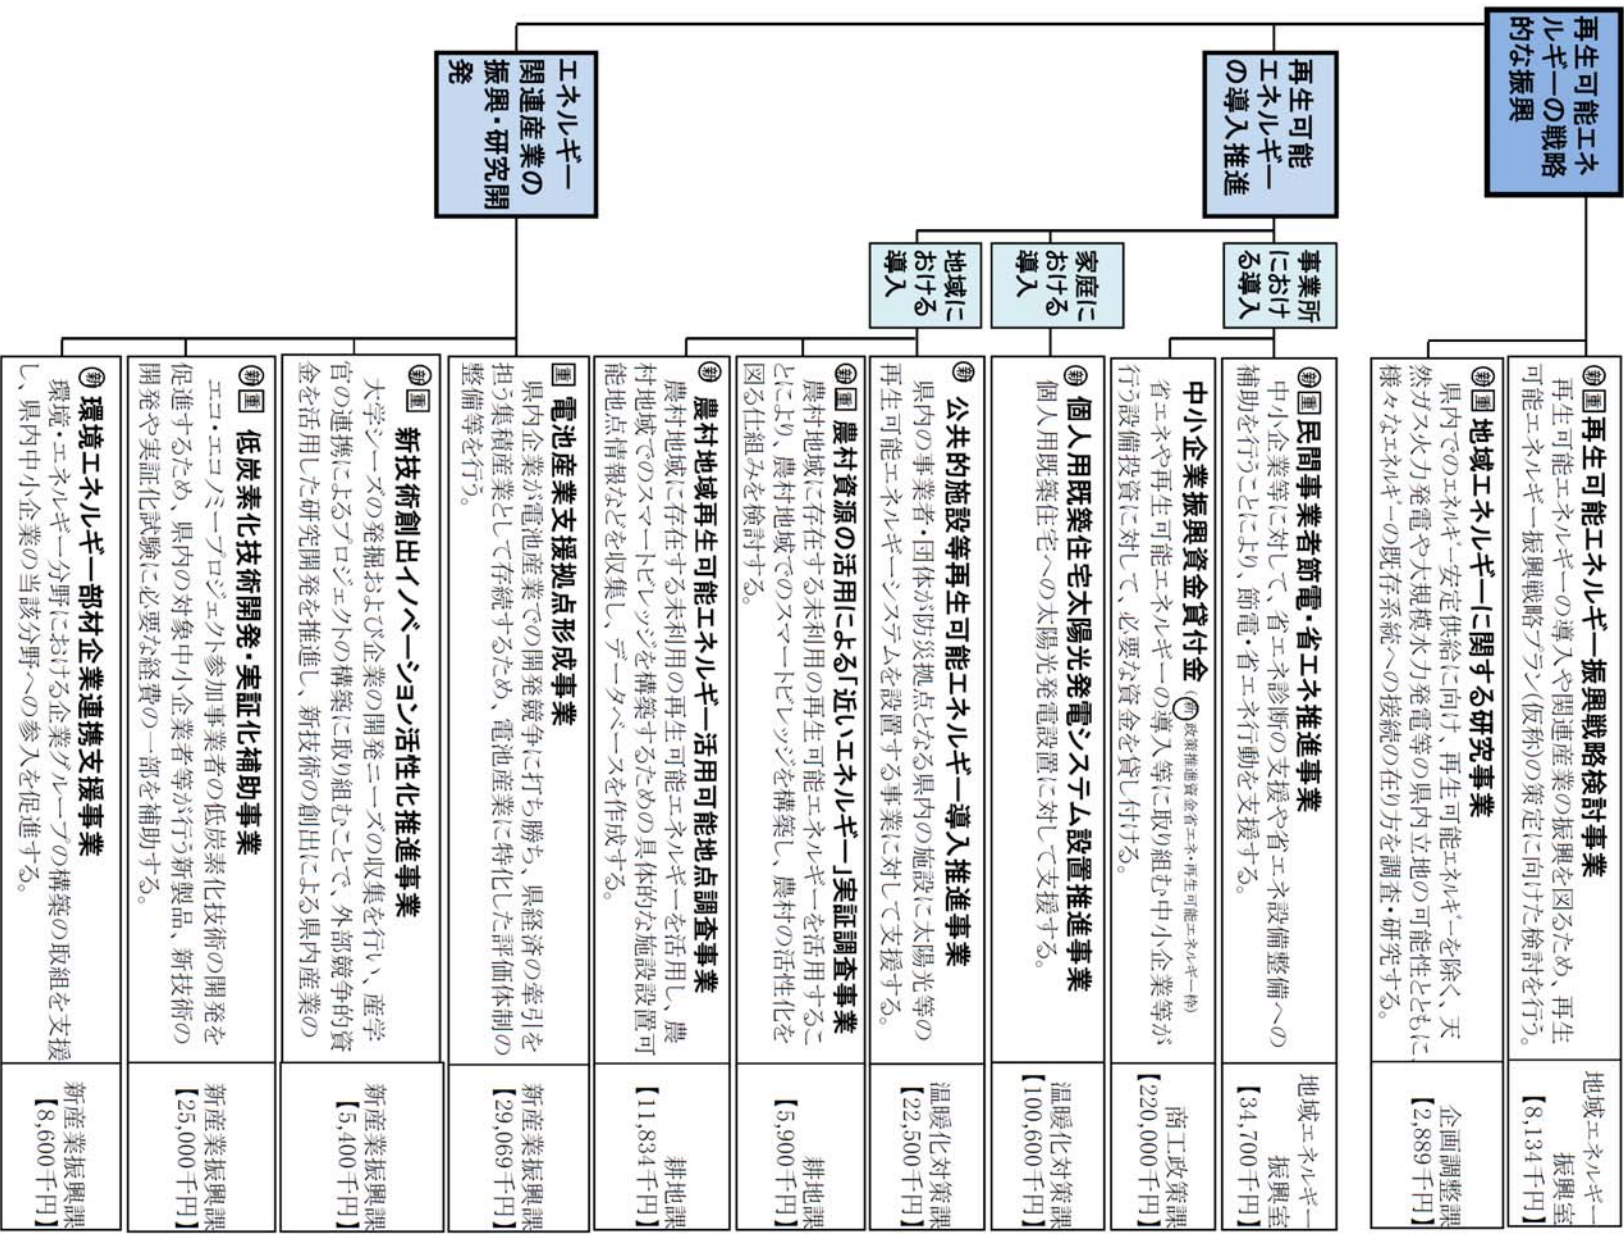 再生可能エネ
ルギーの戦略
的な振興
㊟重再生可能エネルギー振興戦略検討事業
再生可能エネルギーの導入や関連産業の振興を図るため、再生
可能エネルギー振興戦略プラン(仮称)の策定に向けた検討を行う。
地域エネルギー
振興室
【8,134千円】
新重 地域エネルギーに関する研究事業
県内でのエネルギー安定供給に向け、再生可能エネルギーを除く、天
然ガス火力発電や大規模水力発電等の県内立地の可能性とともに、
様々なエネルギーの既存系統への接続の在り方を調査・研究する。
企画調整課
【2,889千円】
再生可能
エネルギー
の導入推進
事業所
におけ
る導入
新重民間事業者節電・省エネ推進事業
中小企業等に対して、省エネ診断の支援や省エネ設備整備への
補助を行うことにより、節電・省エネ行動を支援する。
地域エネルギー
振興室
【34,700千円】
中小企業振興資金貸付金(新政策推進資金省エネ・再生可能エネルギー枠)
省エネや再生可能エネルギーの導入等に取り組む中小企業等が
行う設備投資に対して、必要な資金を貸し付ける。
商工政策課
【220,000千円】
家庭に
おける
導入
新 個人用既築住宅太陽光発電システム設置推進事業
個人用既築住宅への太陽光発電設置に対して支援する。
温暖化対策課
【100,600千円】
地域に
おける
導入
新 公共的施設等再生可能エネルギー導入推進事業
県内の事業者・団体が防災拠点となる県内の施設に太陽光等の
再生可能エネルギーシステムを設置する事業に対して支援する。
温暖化対策課
【22,500千円】
新重農村資源の活用による「近いエネルギー」実証調査事業
農村地域に存在する未利用の再生可能エネルギーを活用するこ
とにより、農村地域でのスマートビレッジを構築し、農村の活性化を
図る仕組みを検討する。
耕地課
【5,900千円】
新 農村地域再生可能エネルギー活用可能地点調査事業
農村地域に存在する未利用の再生可能エネルギーを活用し、農
村地域でのスマートビレッジを構築するための具体的な施設設置可
能地点情報などを収集し、データベースを作成する。
耕地課
【11,834千円】
エネルギー
関連産業の
振興・研究開
発
重 電池産業支援拠点形成事業
県内企業が電池産業での開発競争に打ち勝ち、県経済の牽引を
担う集積産業として存続するため、電池産業に特化した評価体制の
整備等を行う。
新産業振興課
【29,069千円】
新重 新技術創出イノベーション活性化推進事業
大学シーズの発掘および企業の開発ニーズの収集を行い、産学
官の連携によるプロジェクトの構築に取り組むことで、外部競争的資
金を活用した研究開発を推進し、新技術の創出による県内産業の
新産業振興課
【5,400千円】
新重 低炭素化技術開発・実証化補助事業
エコ・エコノミープロジェクト参加事業者の低炭素化技術の開発を
促進するため、県内の対象中小企業者等が行う新製品、新技術の
開発や実証化試験に必要な経費の一部を補助する。
新産業振興課
【25,000千円】
新環境エネルギー部材企業連携支援事業
環境・エネルギー分野における企業グループの構築の取組を支援
し、県内中小企業の当該分野への参入を促進する。
新産業振興課
【8,600千円】